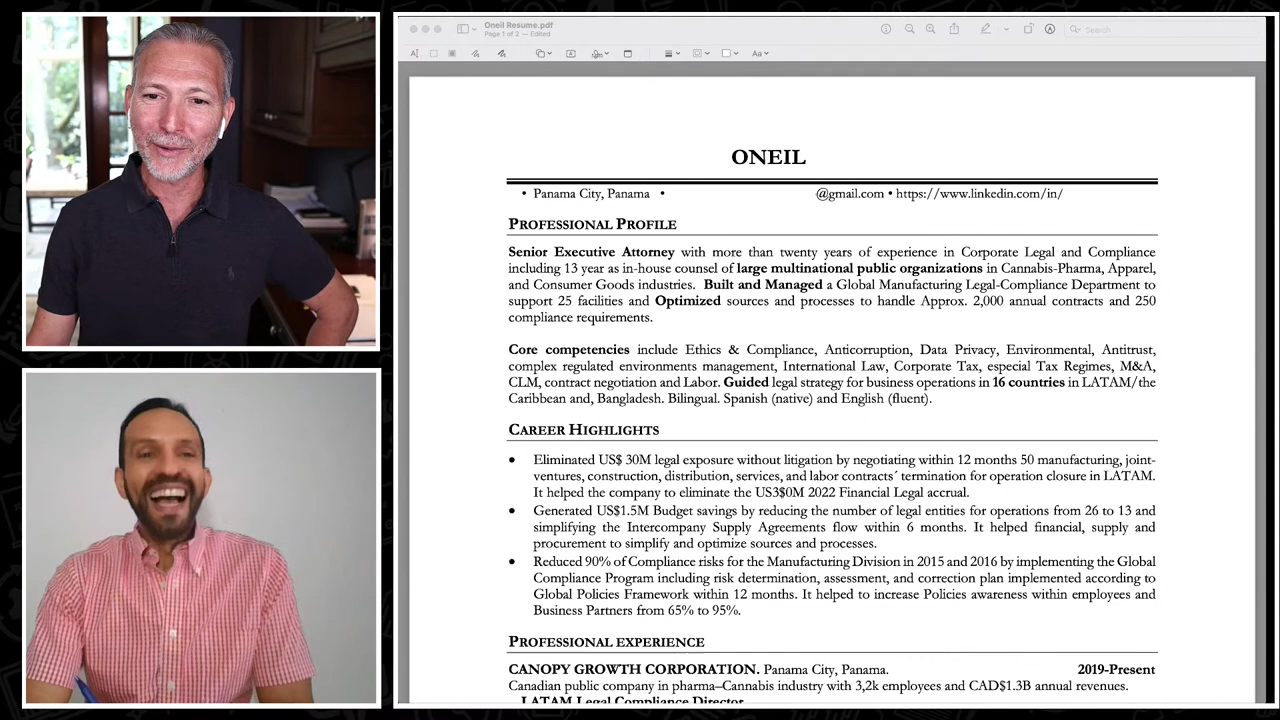 Oneil Resume.pdf
Page 1 of 2 — Edited
Search
Aa
ONEIL
• Panama City, Panama • @gmail.com • https://www.linkedin.com/in/
PROFESSIONAL PROFILE
Senior Executive Attorney with more than twenty years of experience in Corporate Legal and Compliance
including 13 year as in-house counsel of large multinational public organizations in Cannabis-Pharma, Apparel,
and Consumer Goods industries. Built and Managed a Global Manufacturing Legal-Compliance Department to
support 25 facilities and Optimized sources and processes to handle Approx. 2,000 annual contracts and 250
compliance requirements.
Core competencies include Ethics & Compliance, Anticorruption, Data Privacy, Environmental, Antitrust,
complex regulated environments management, International Law, Corporate Tax, especial Tax Regimes, M&A,
CLM, contract negotiation and Labor. Guided legal strategy for business operations in 16 countries in LATAM/the
Caribbean and, Bangladesh. Bilingual. Spanish (native) and English (fluent).
CAREER HIGHLIGHTS
• Eliminated US$ 30M legal exposure without litigation by negotiating within 12 months 50 manufacturing, joint-
ventures, construction, distribution, services, and labor contracts´ termination for operation closure in LATAM.
It helped the company to eliminate the US3$0M 2022 Financial Legal accrual.
• Generated US$1.5M Budget savings by reducing the number of legal entities for operations from 26 to 13 and
simplifying the Intercompany Supply Agreements flow within 6 months. It helped financial, supply and
procurement to simplify and optimize sources and processes.
• Reduced 90% of Compliance risks for the Manufacturing Division in 2015 and 2016 by implementing the Global
Compliance Program including risk determination, assessment, and correction plan implemented according to
Global Policies Framework within 12 months. It helped to increase Policies awareness within employees and
Business Partners from 65% to 95%.
PROFESSIONAL EXPERIENCE
CANOPY GROWTH CORPORATION. Panama City, Panama. 2019-Present
Canadian public company in pharma–Cannabis industry with 3,2k employees and CAD$1.3B annual revenues.
LATAM Legal Compliance Director